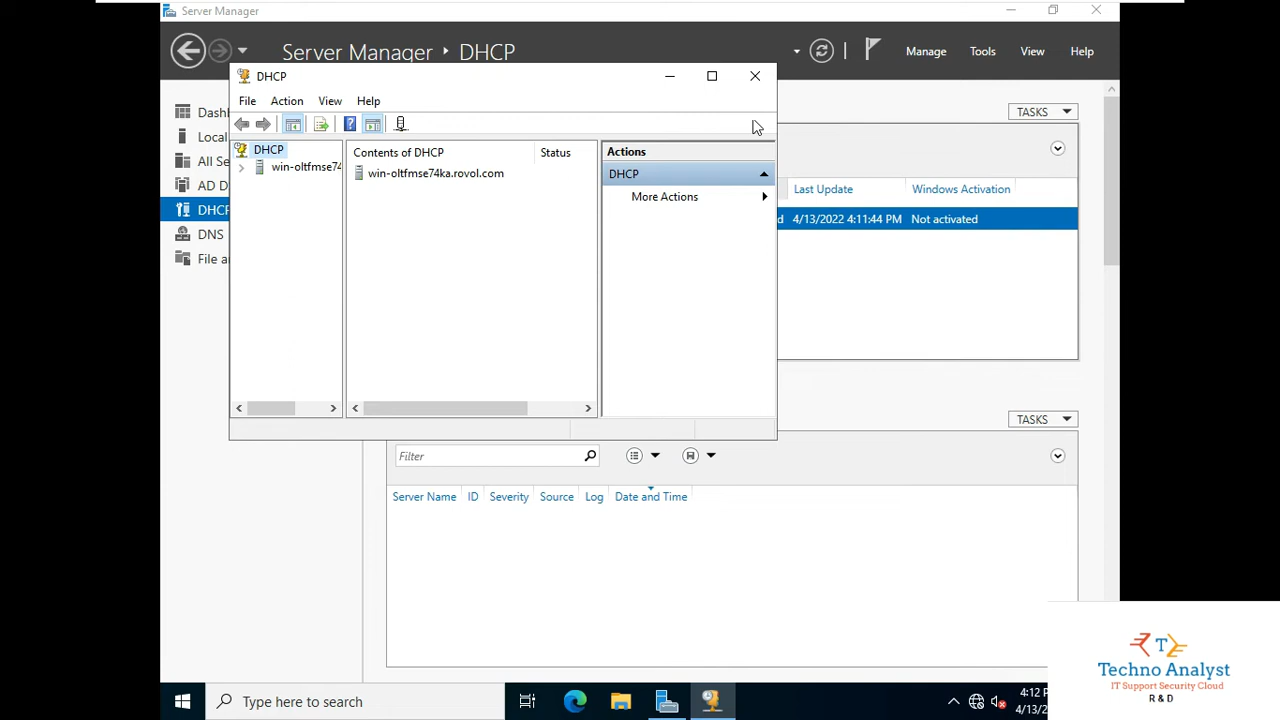 Server Manager
Server Manager DHCP
Manage Tools View Help
DHCP
File Action View Help
DHCP
win-oltfmse74
Contents of DHCP Status
win-oltfmse74ka.rovol.com
Actions
DHCP
More Actions
Dash
Local
All Se
AD D
DHCP
DNS
File a
TASKS
Last Update Windows Activation
4/13/2022 4:11:44 PM Not activated
TASKS
Filter
Server Name ID Severity Source Log Date and Time
Type here to search
4:12 P
4/13/2
Techno Analyst
IT Support Security Cloud
R & D